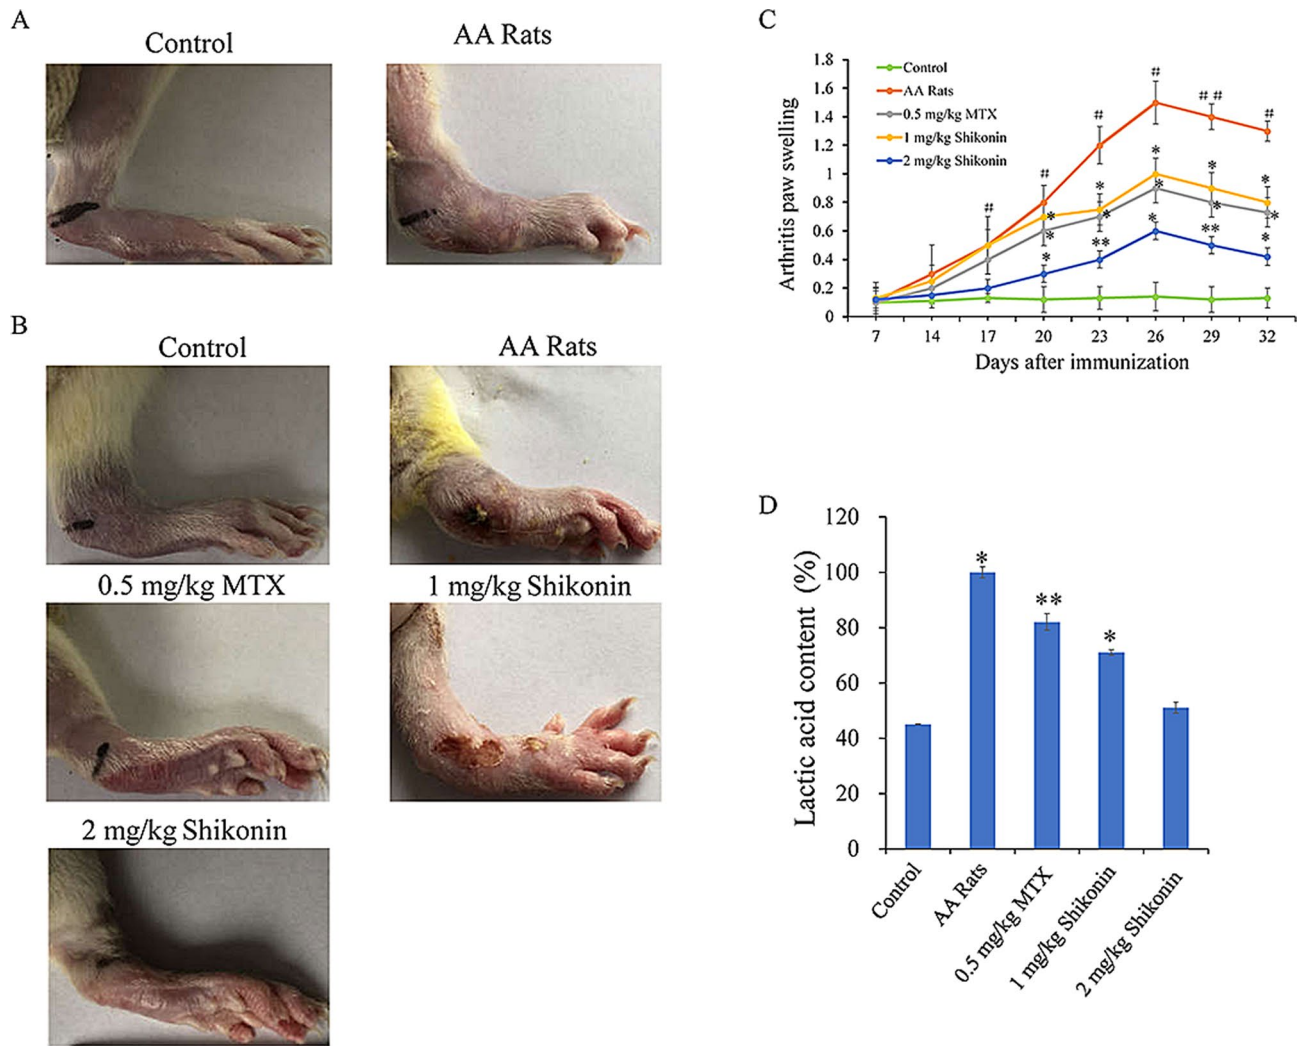 A
Control
AA Rats
B
Control
AA Rats
0.5 mg/kg MTX
1 mg/kg Shikonin
2 mg/kg Shikonin
C
Arthritis paw swelling
1.8
1.6
1.4
1.2
1
0.8
0.6
0.4
0.2
0
Control
AA Rats
0.5 mg/kg MTX
1 mg/kg Shikonin
2 mg/kg Shikonin
# # # # ##  #
* * * * *
* * * * *
* ** * ** *
7 14 17 20 23 26 29 32
Days after immunization
D
Lactic acid content (%)
120
100
80
60
40
20
0
* ** *
Control
AA Rats
0.5 mg/kg MTX
1 mg/kg Shikonin
2 mg/kg Shikonin